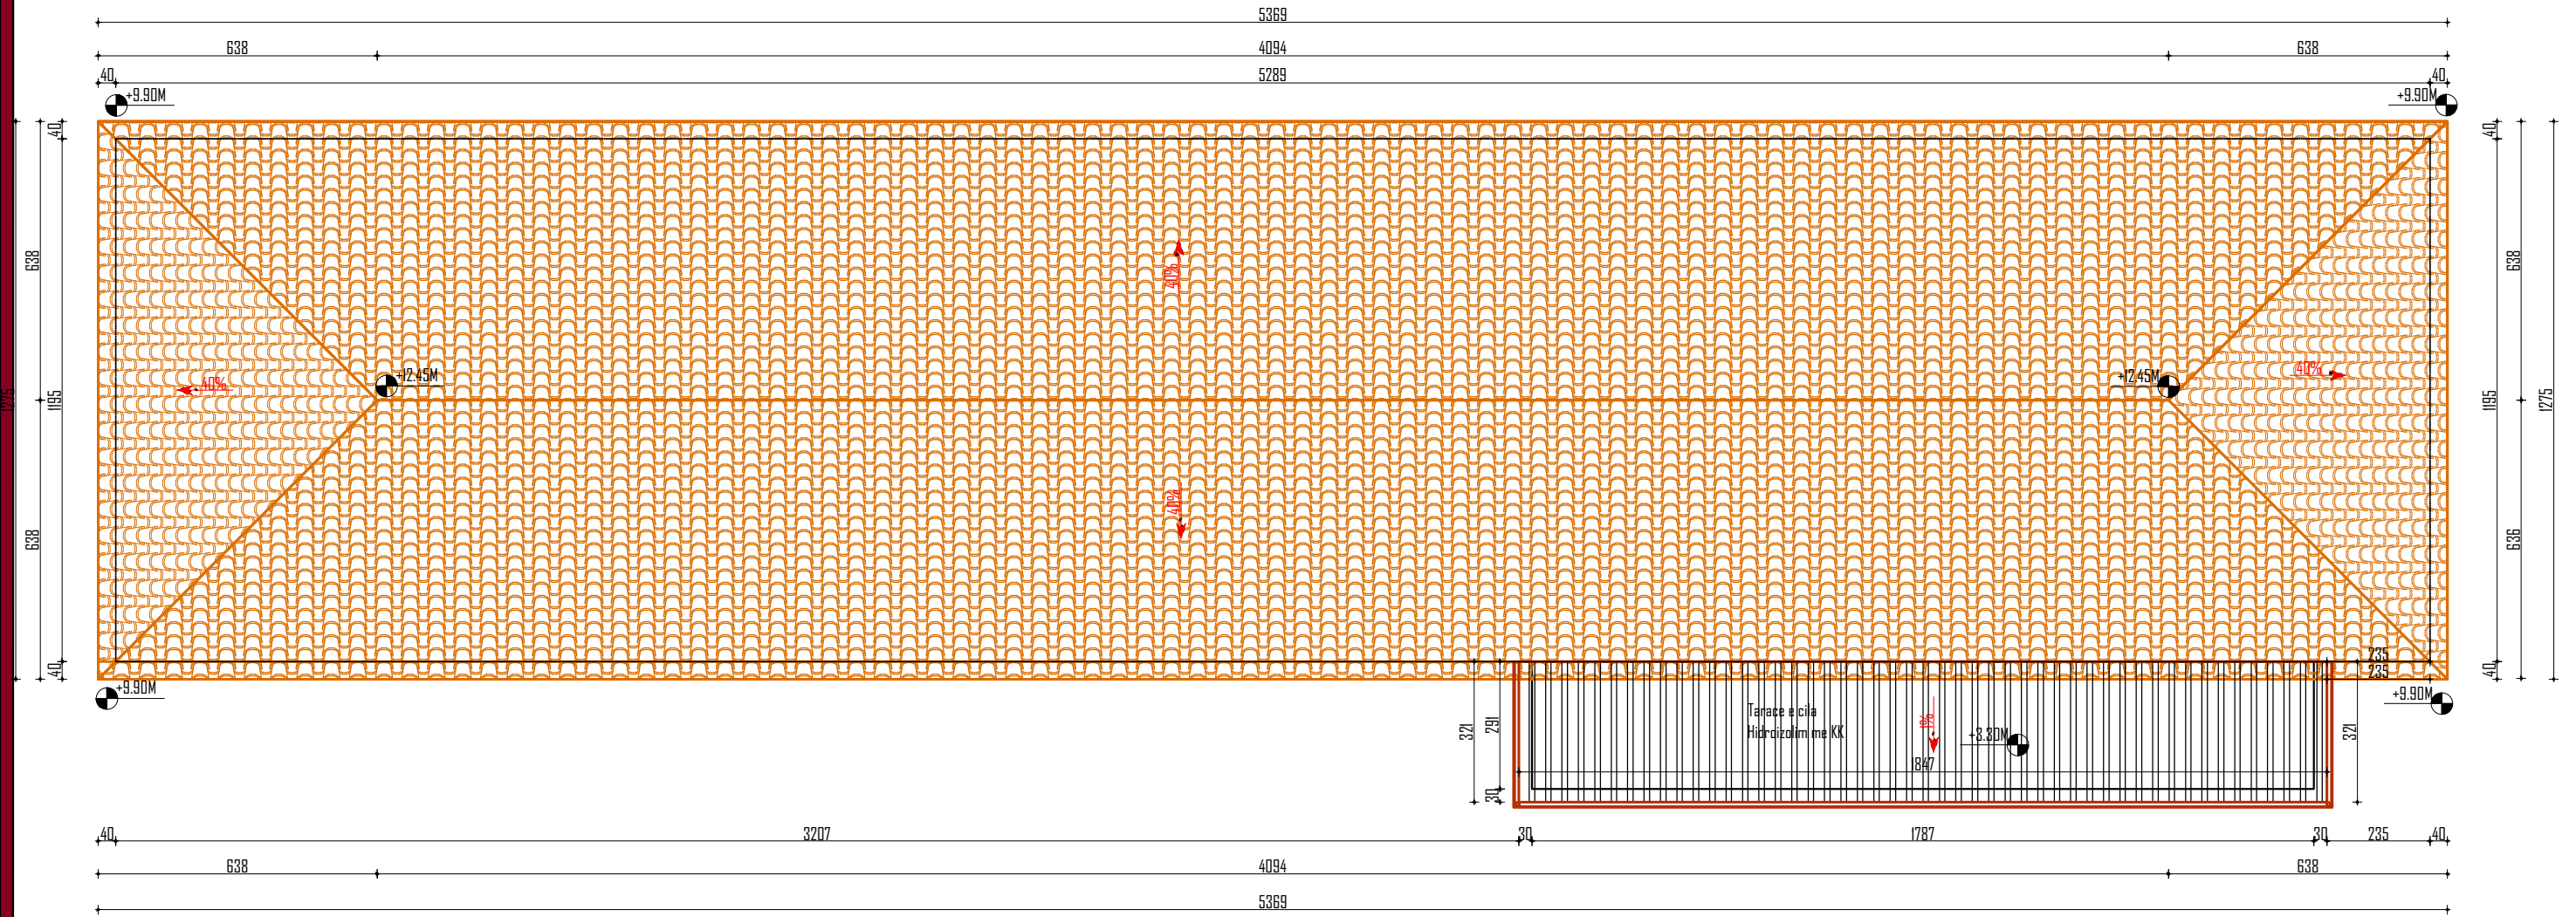 5369
638 4094 638
40 5289 40
+9.90M +9.90M
40 40
638 638
40%
1275 1195 40% +12.45M +12.45M 40% 1195 1275
40%
638 636
40 235 40
235
+9.90M +9.90M
Tarace e cila
Hidroizolim me KK
1% +3.30M
321 291 321
1847
30
40 3207 30 1787 30 235 40
638 4094 638
5369